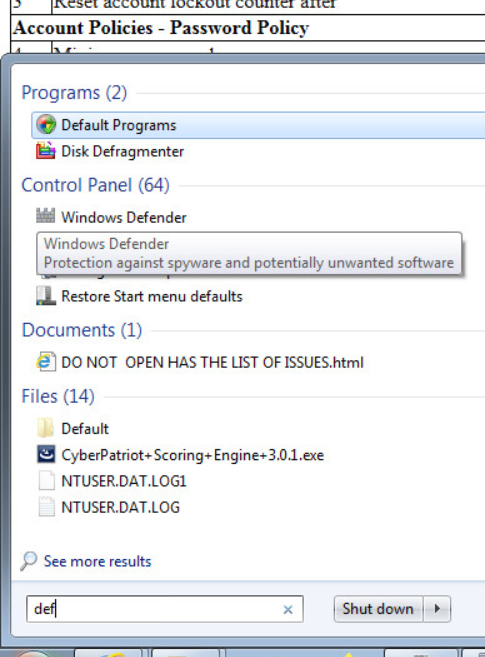 Reset account lockout counter after
Account Policies - Password Policy
Programs (2)
Default Programs
Disk Defragmenter
Control Panel (64)
Windows Defender
Windows Defender
Protection against spyware and potentially unwanted software
Restore Start menu defaults
Documents (1)
DO NOT OPEN HAS THE LIST OF ISSUES.html
Files (14)
Default
CyberPatriot+Scoring+Engine+3.0.1.exe
NTUSER.DAT.LOG1
NTUSER.DAT.LOG
See more results
def
Shut down